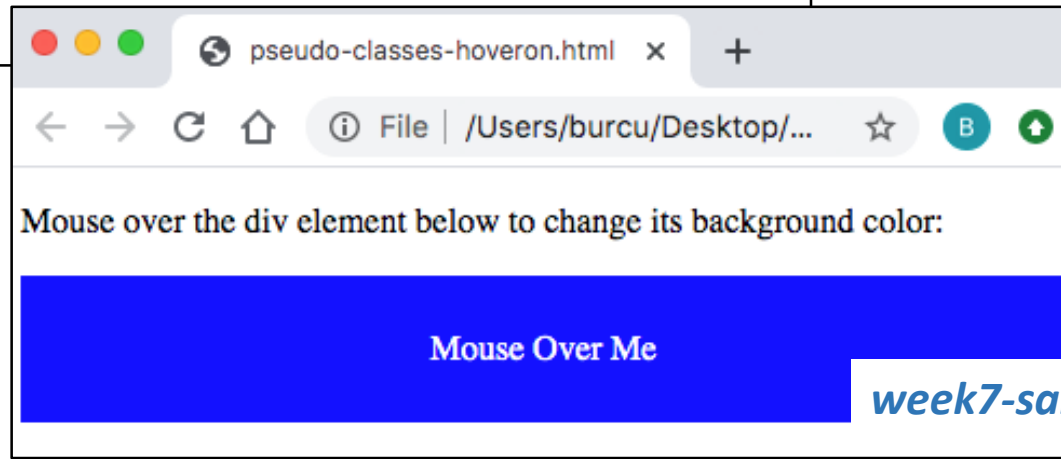 pseudo-classes-hoveron.html
File | /Users/burcu/Desktop/...
B
Mouse over the div element below to change its background color:
Mouse Over Me
week7-sa